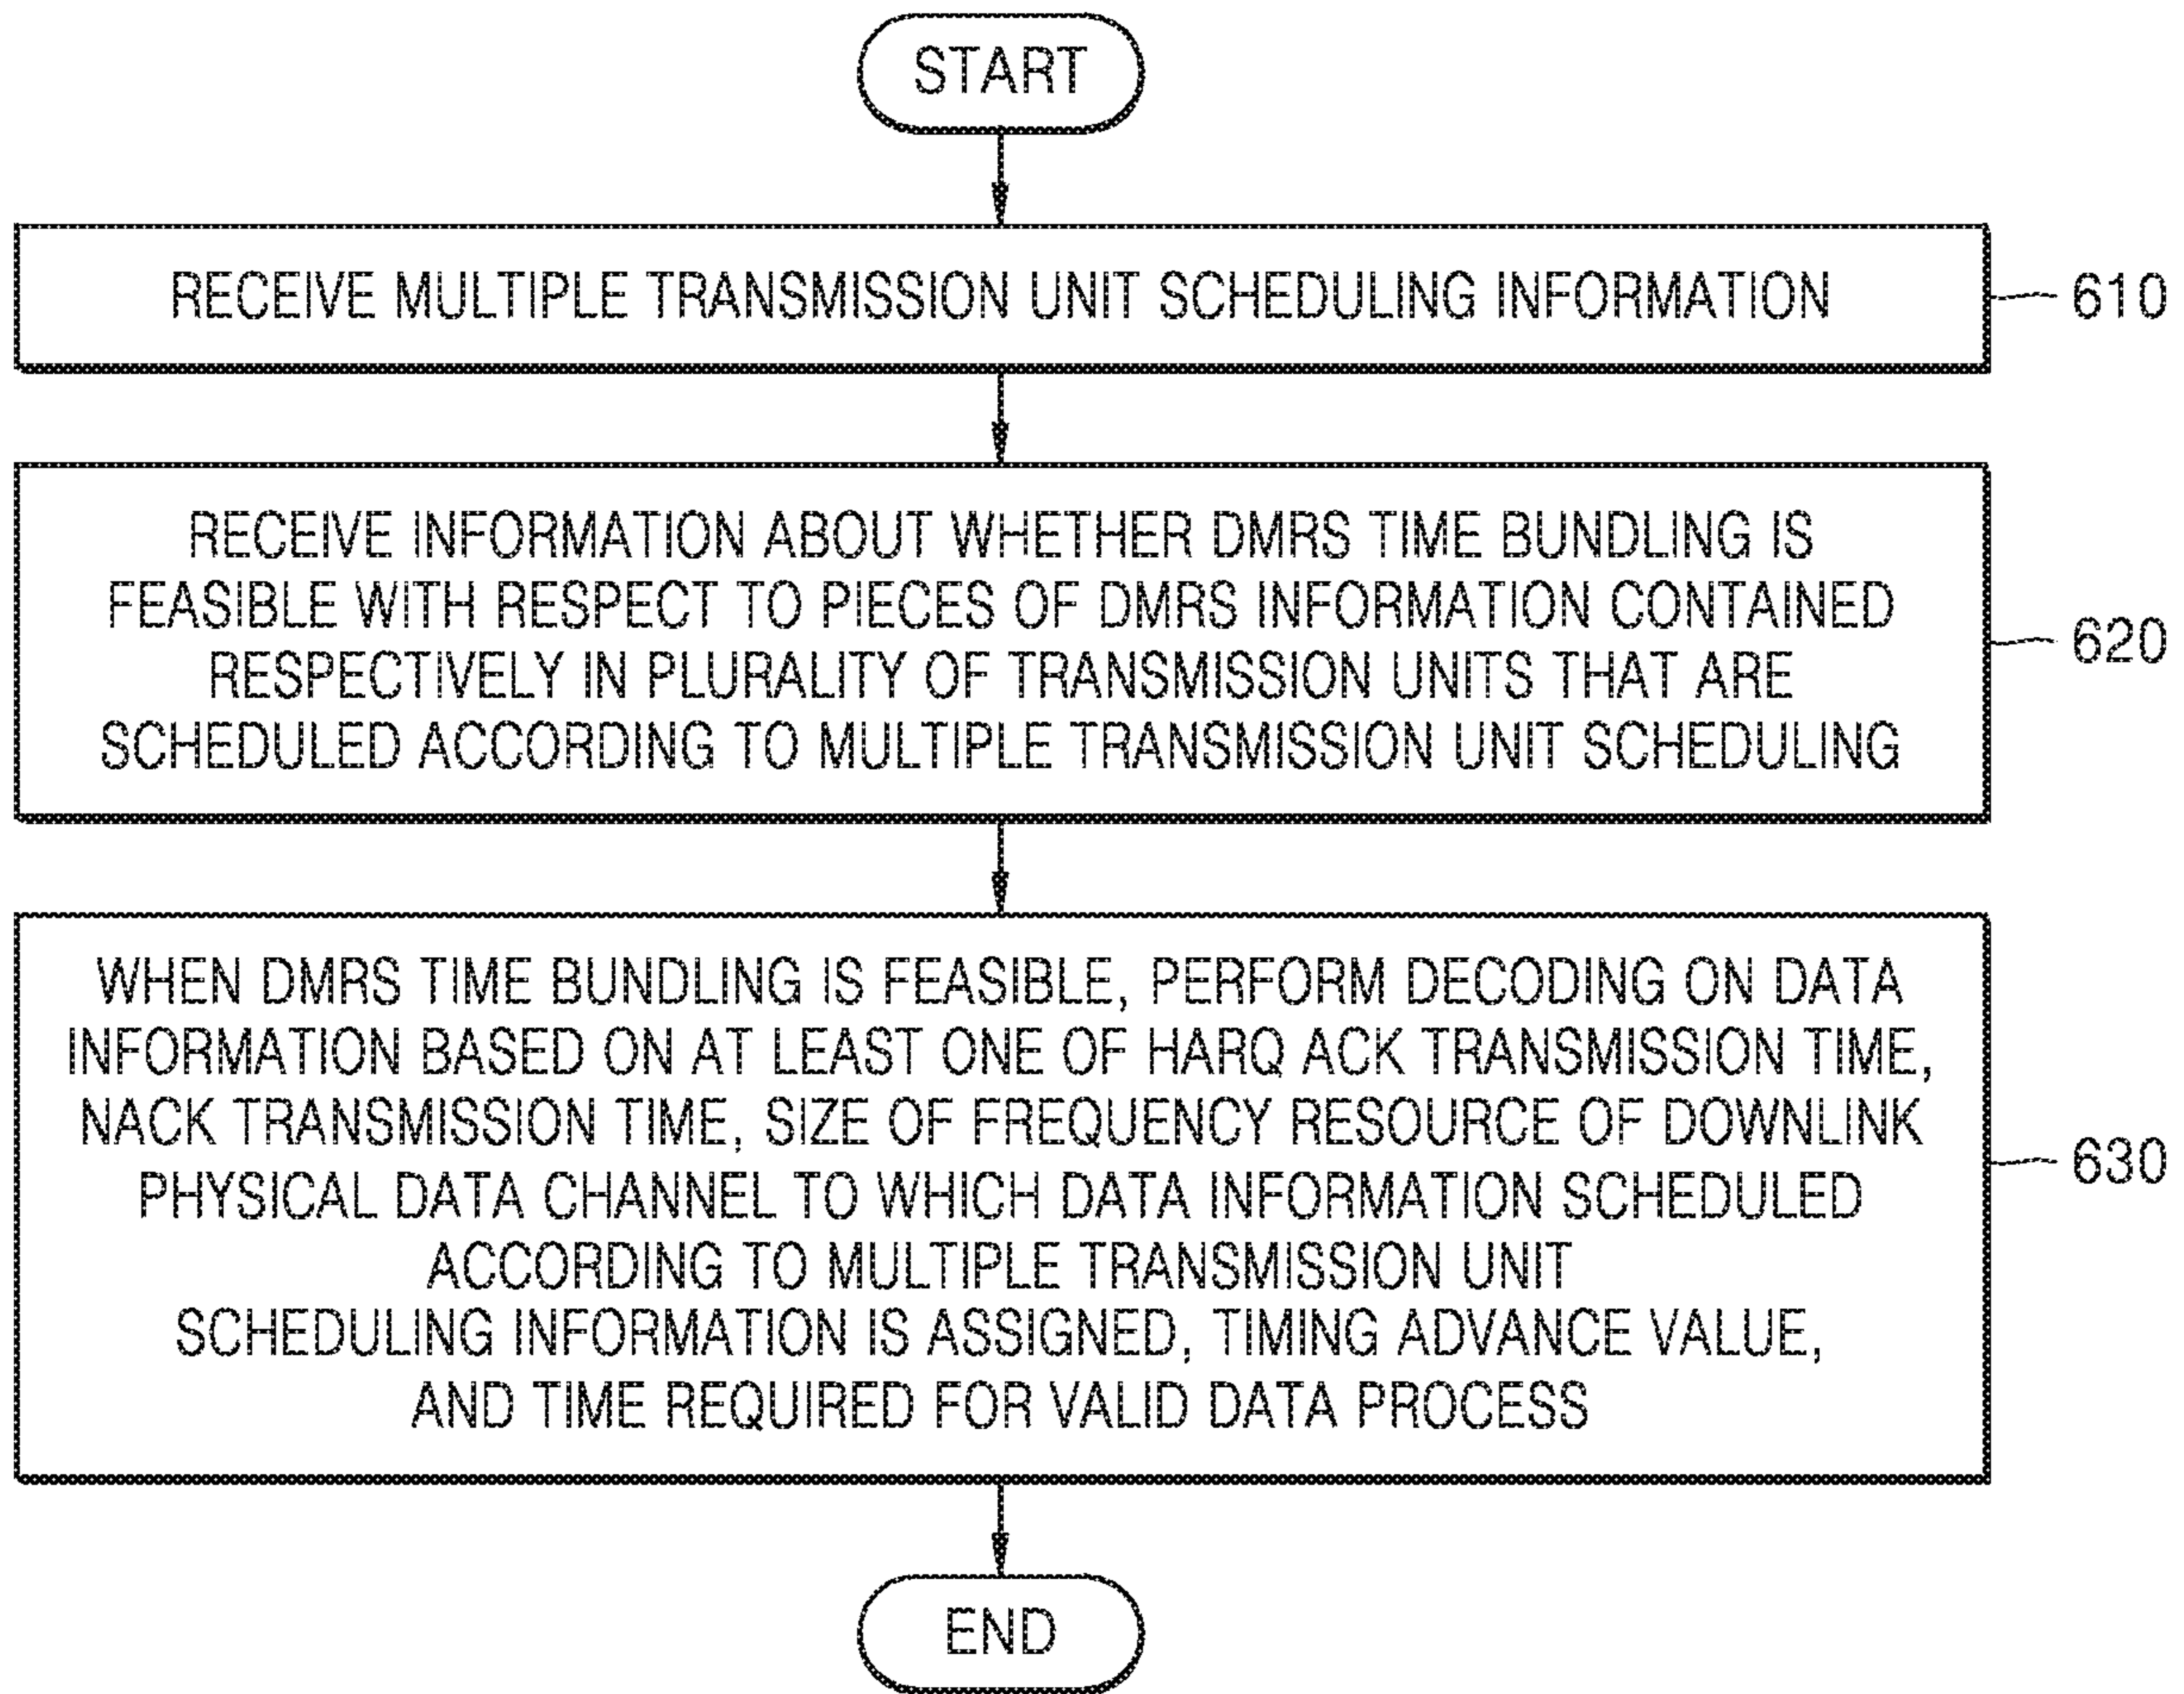 START
RECEIVE MULTIPLE TRANSMISSION UNIT SCHEDULING INFORMATION
610
RECEIVE INFORMATION ABOUT WHETHER DMRS TIME BUNDLING IS
FEASIBLE WITH RESPECT TO PIECES OF DMRS INFORMATION CONTAINED
RESPECTIVELY IN PLURALITY OF TRANSMISSION UNITS THAT ARE
SCHEDULED ACCORDING TO MULTIPLE TRANSMISSION UNIT SCHEDULING
620
WHEN DMRS TIME BUNDLING IS FEASIBLE, PERFORM DECODING ON DATA
INFORMATION BASED ON AT LEAST ONE OF HARQ ACK TRANSMISSION TIME,
NACK TRANSMISSION TIME, SIZE OF FREQUENCY RESOURCE OF DOWNLINK
PHYSICAL DATA CHANNEL TO WHICH DATA INFORMATION SCHEDULED
ACCORDING TO MULTIPLE TRANSMISSION UNIT
SCHEDULING INFORMATION IS ASSIGNED, TIMING ADVANCE VALUE,
AND TIME REQUIRED FOR VALID DATA PROCESS
630
END